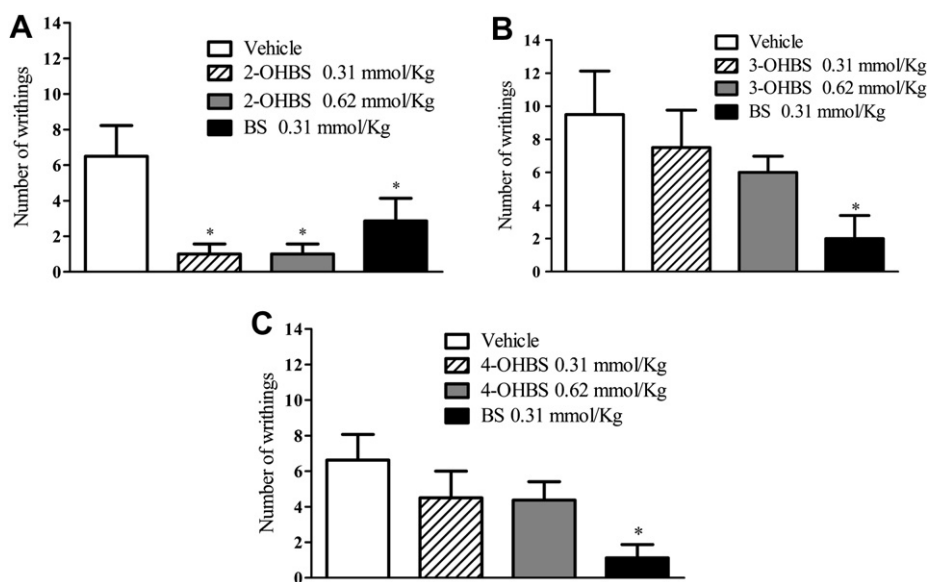 A
Number of writhings
14
12
10
8
6
4
2
0
Vehicle
2-OHBS 0.31 mmol/Kg
2-OHBS 0.62 mmol/Kg
BS 0.31 mmol/Kg
*
*
*
B
Number of writhings
14
12
10
8
6
4
2
0
Vehicle
3-OHBS 0.31 mmol/Kg
3-OHBS 0.62 mmol/Kg
BS 0.31 mmol/Kg
*
C
Number of writhings
14
12
10
8
6
4
2
0
Vehicle
4-OHBS 0.31 mmol/Kg
4-OHBS 0.62 mmol/Kg
BS 0.31 mmol/Kg
*